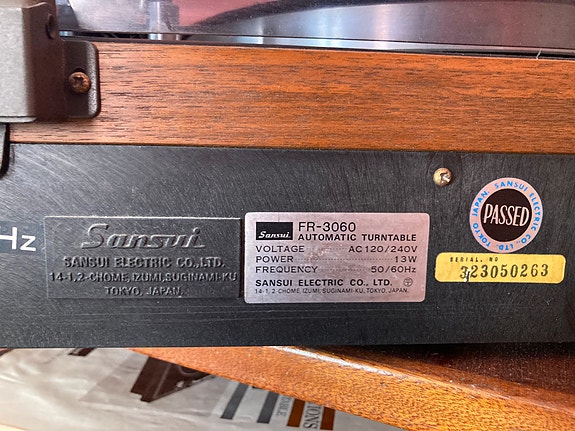 Hz
Sansui
SANSUI ELECTRIC CO.,LTD.
14-1,2-CHOME, IZUMI, SUGINAMI-KU
TOKYO, JAPAN.
Sansui
FR-3060
AUTOMATIC TURNTABLE
VOLTAGE AC 120/240V
POWER 13W
FREQUENCY 50/60Hz
SANSUI ELECTRIC CO., LTD.
14-1, 2 CHOME, IZUMI, SUGINAMI-KU, TOKYO, JAPAN.
SANSUI ELECTRIC CO., LTD. TOKYO, JAPAN.
PASSED
SERIAL NO
323050263